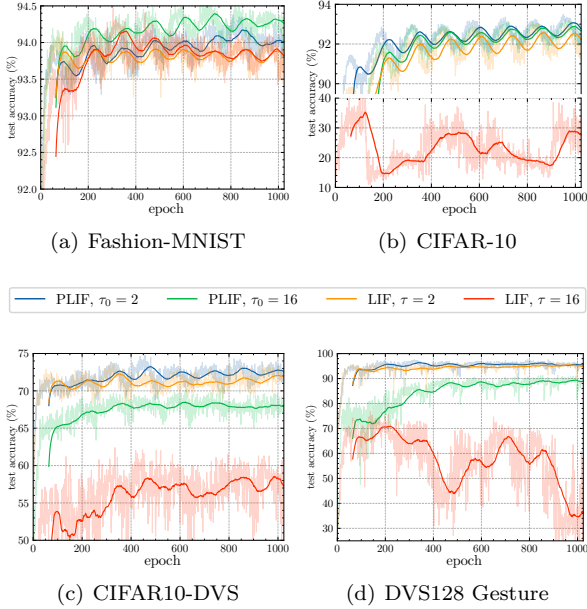 94.5
94.0
93.5
93.0
92.5
92.0
test accuracy (%)
0 200 400 600 800 1000
epoch
(a) Fashion-MNIST
94
92
90
40
30
20
10
test accuracy (%)
0 200 400 600 800 1000
epoch
(b) CIFAR-10
PLIF, τ₀ = 2 PLIF, τ₀ = 16 LIF, τ = 2 LIF, τ = 16
75
70
65
60
55
50
test accuracy (%)
0 200 400 600 800 1000
epoch
(c) CIFAR10-DVS
100
90
80
70
60
50
40
30
test accuracy (%)
0 200 400 600 800 1000
epoch
(d) DVS128 Gesture